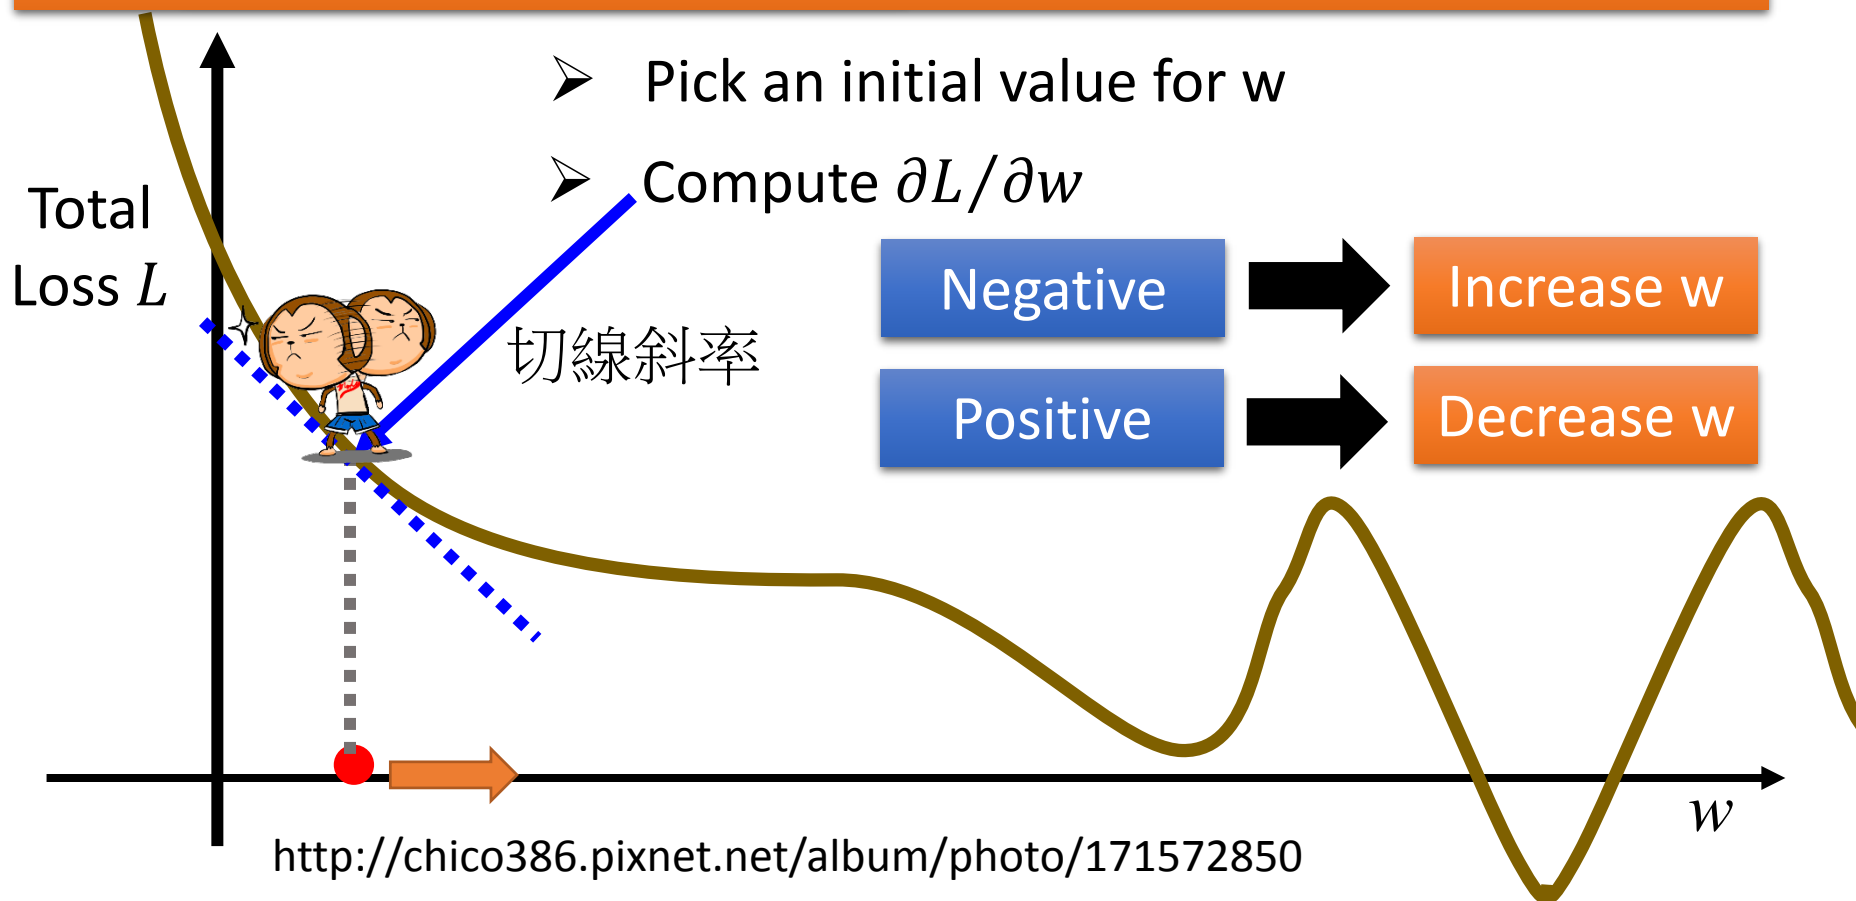 ➢ Pick an initial value for w
➢ Compute ∂L/∂w
Total
Loss L
切線斜率
Negative
Increase w
Positive
Decrease w
w
http://chico386.pixnet.net/album/photo/171572850